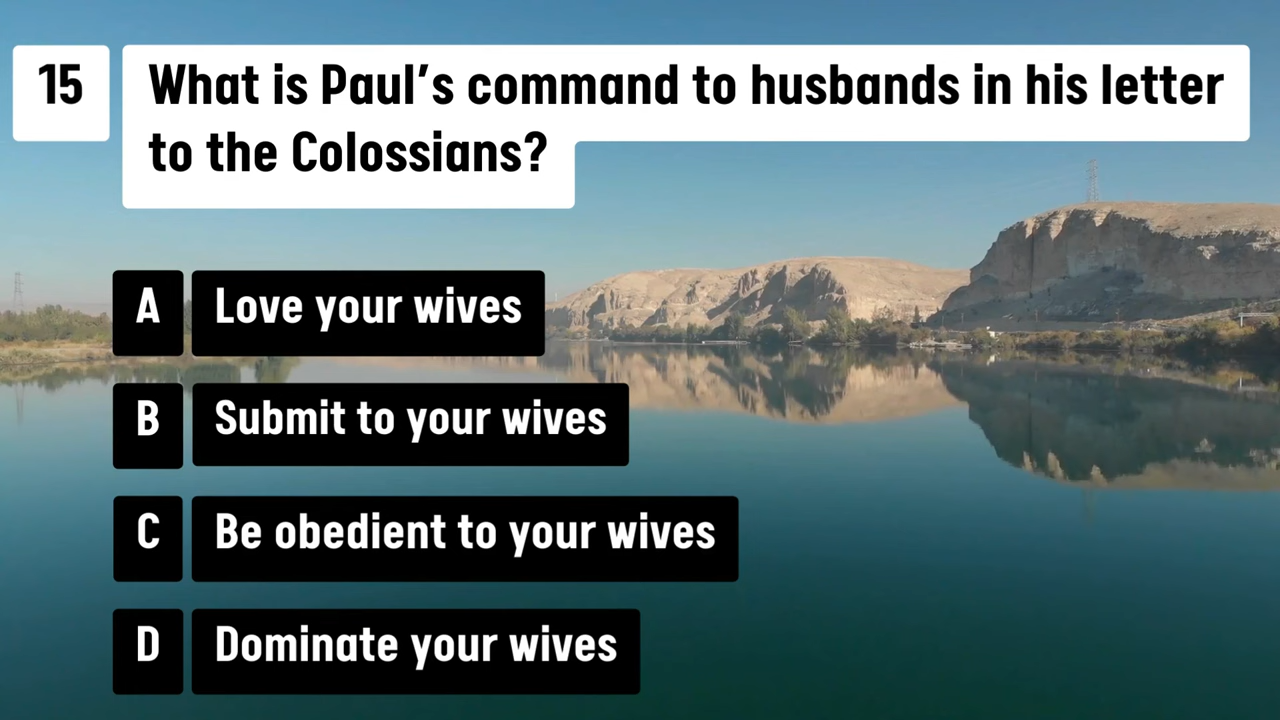 15 What is Paul’s command to husbands in his letter
to the Colossians?
A Love your wives
B Submit to your wives
C Be obedient to your wives
D Dominate your wives